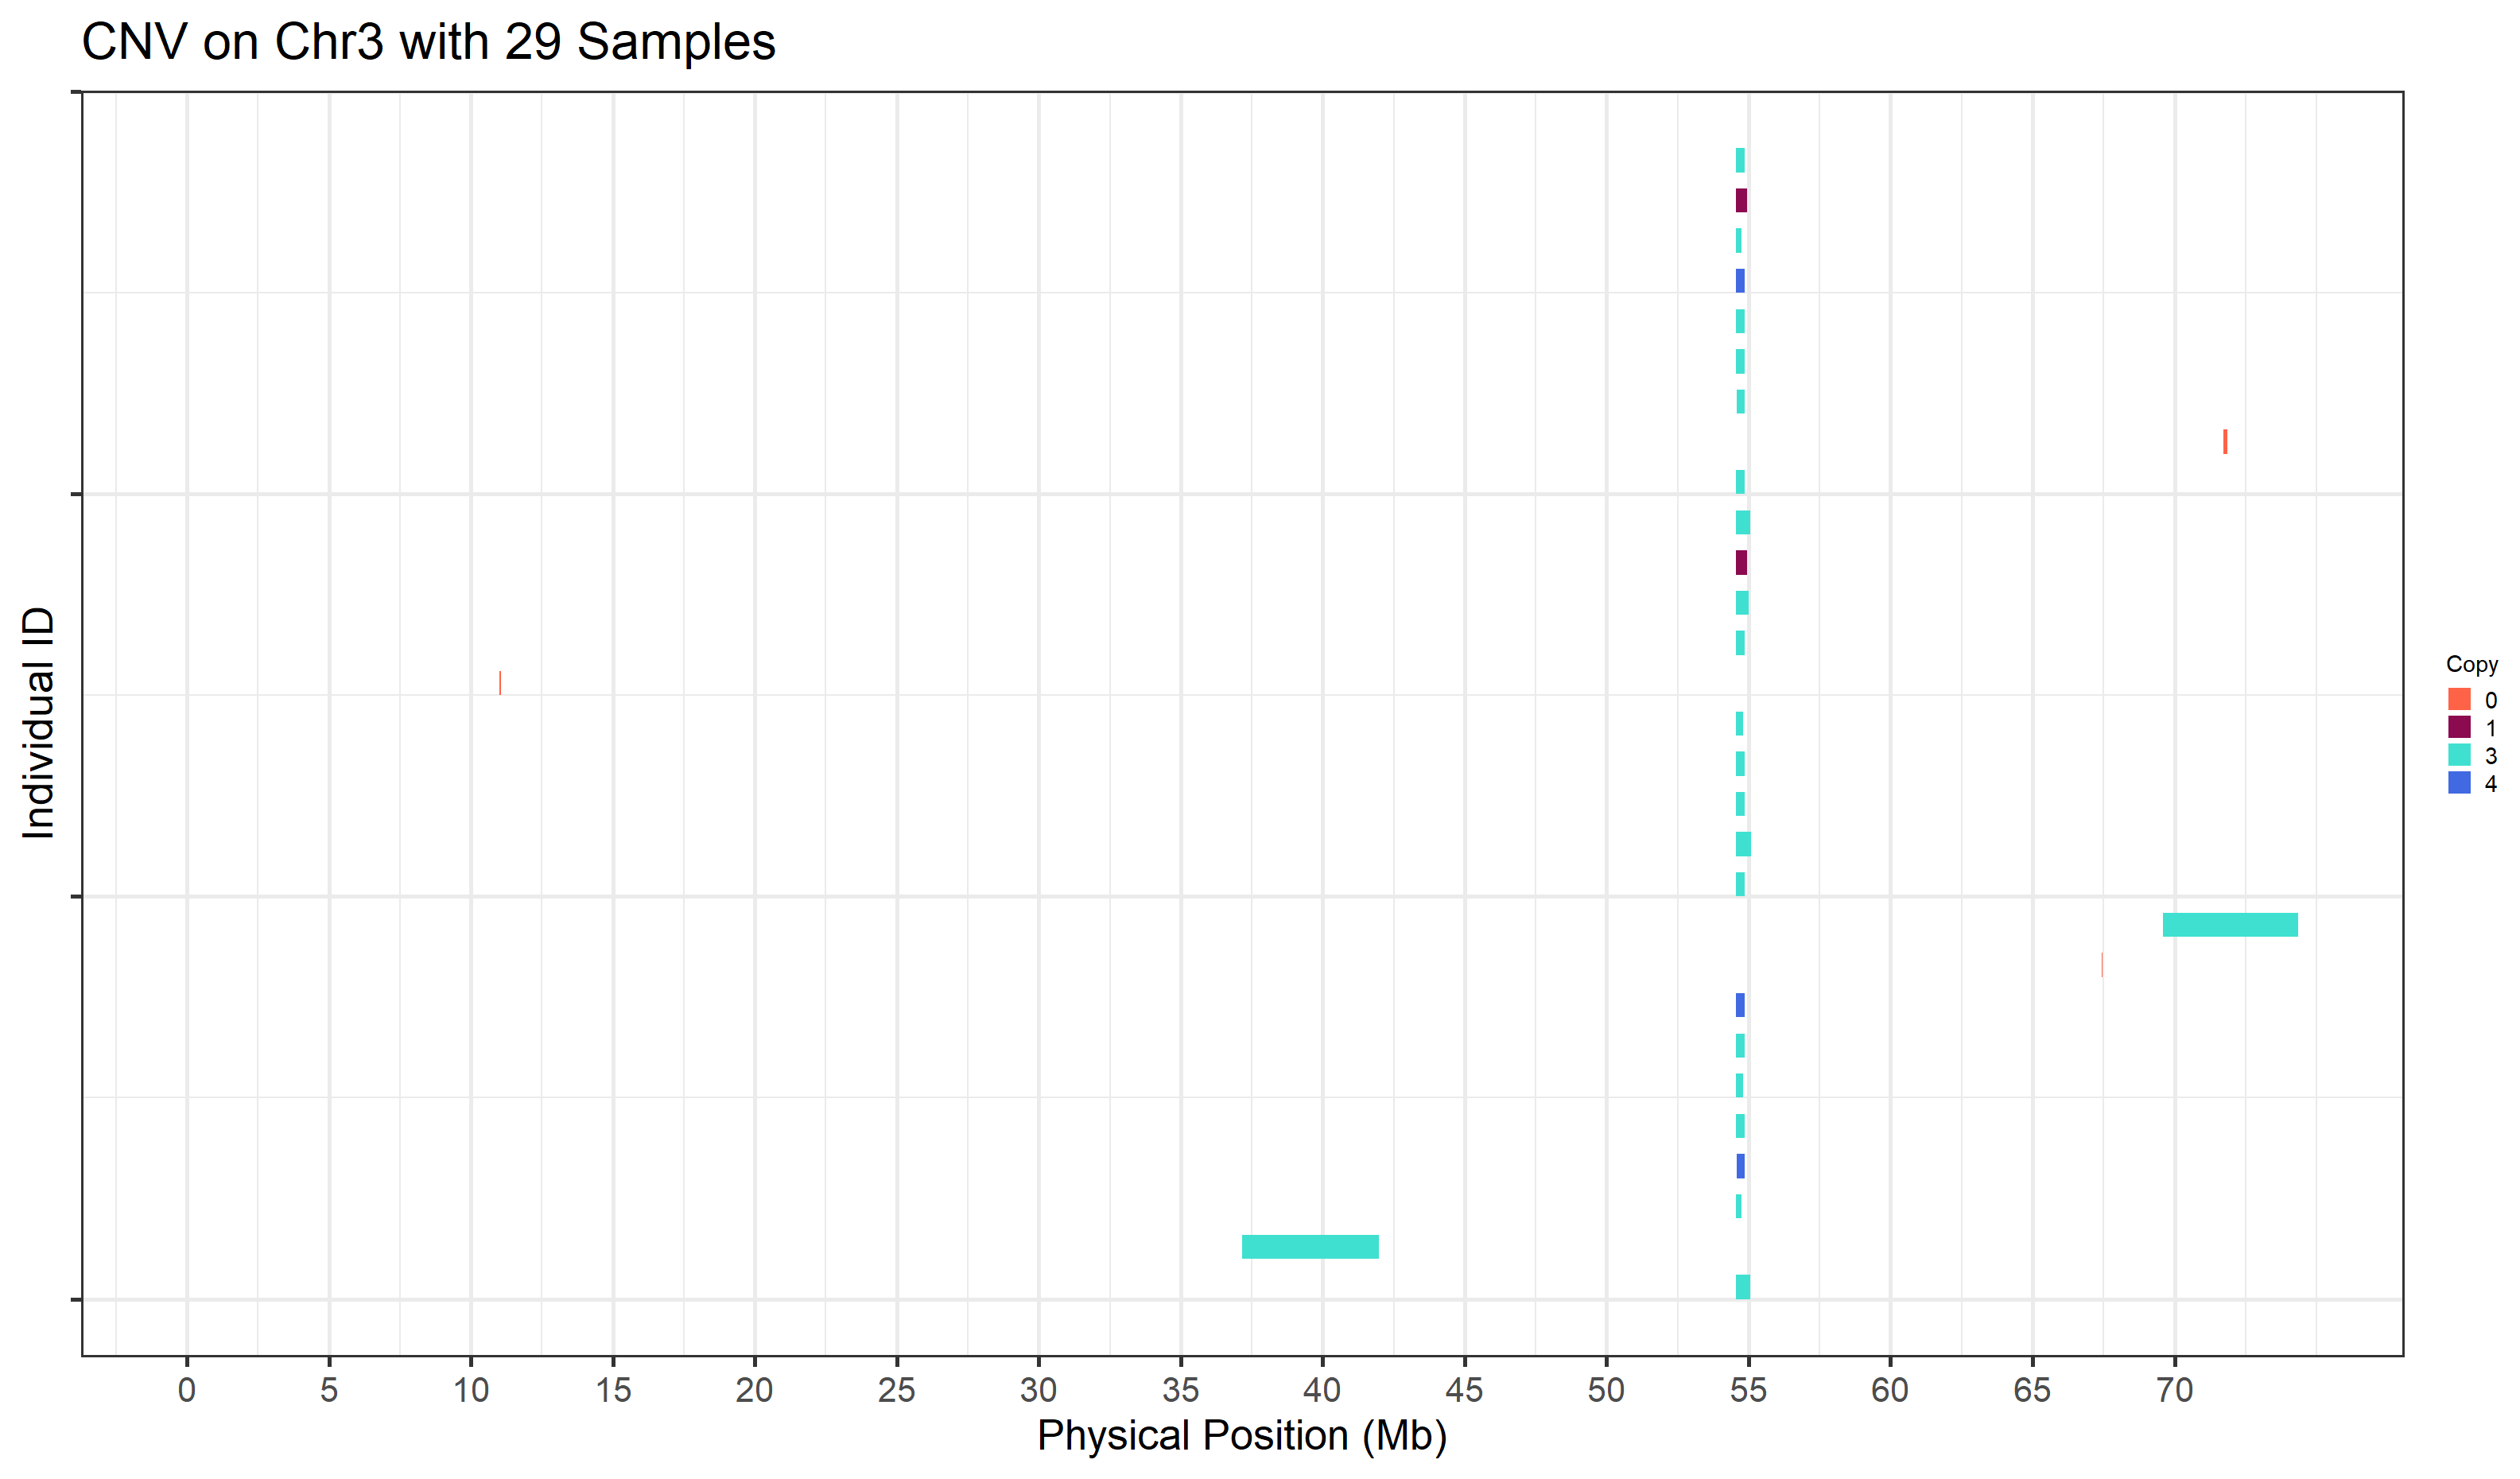 CNV on Chr3 with 29 Samples
Individual ID
Copy
0
1
3
4
0 5 10 15 20 25 30 35 40 45 50 55 60 65 70
Physical Position (Mb)